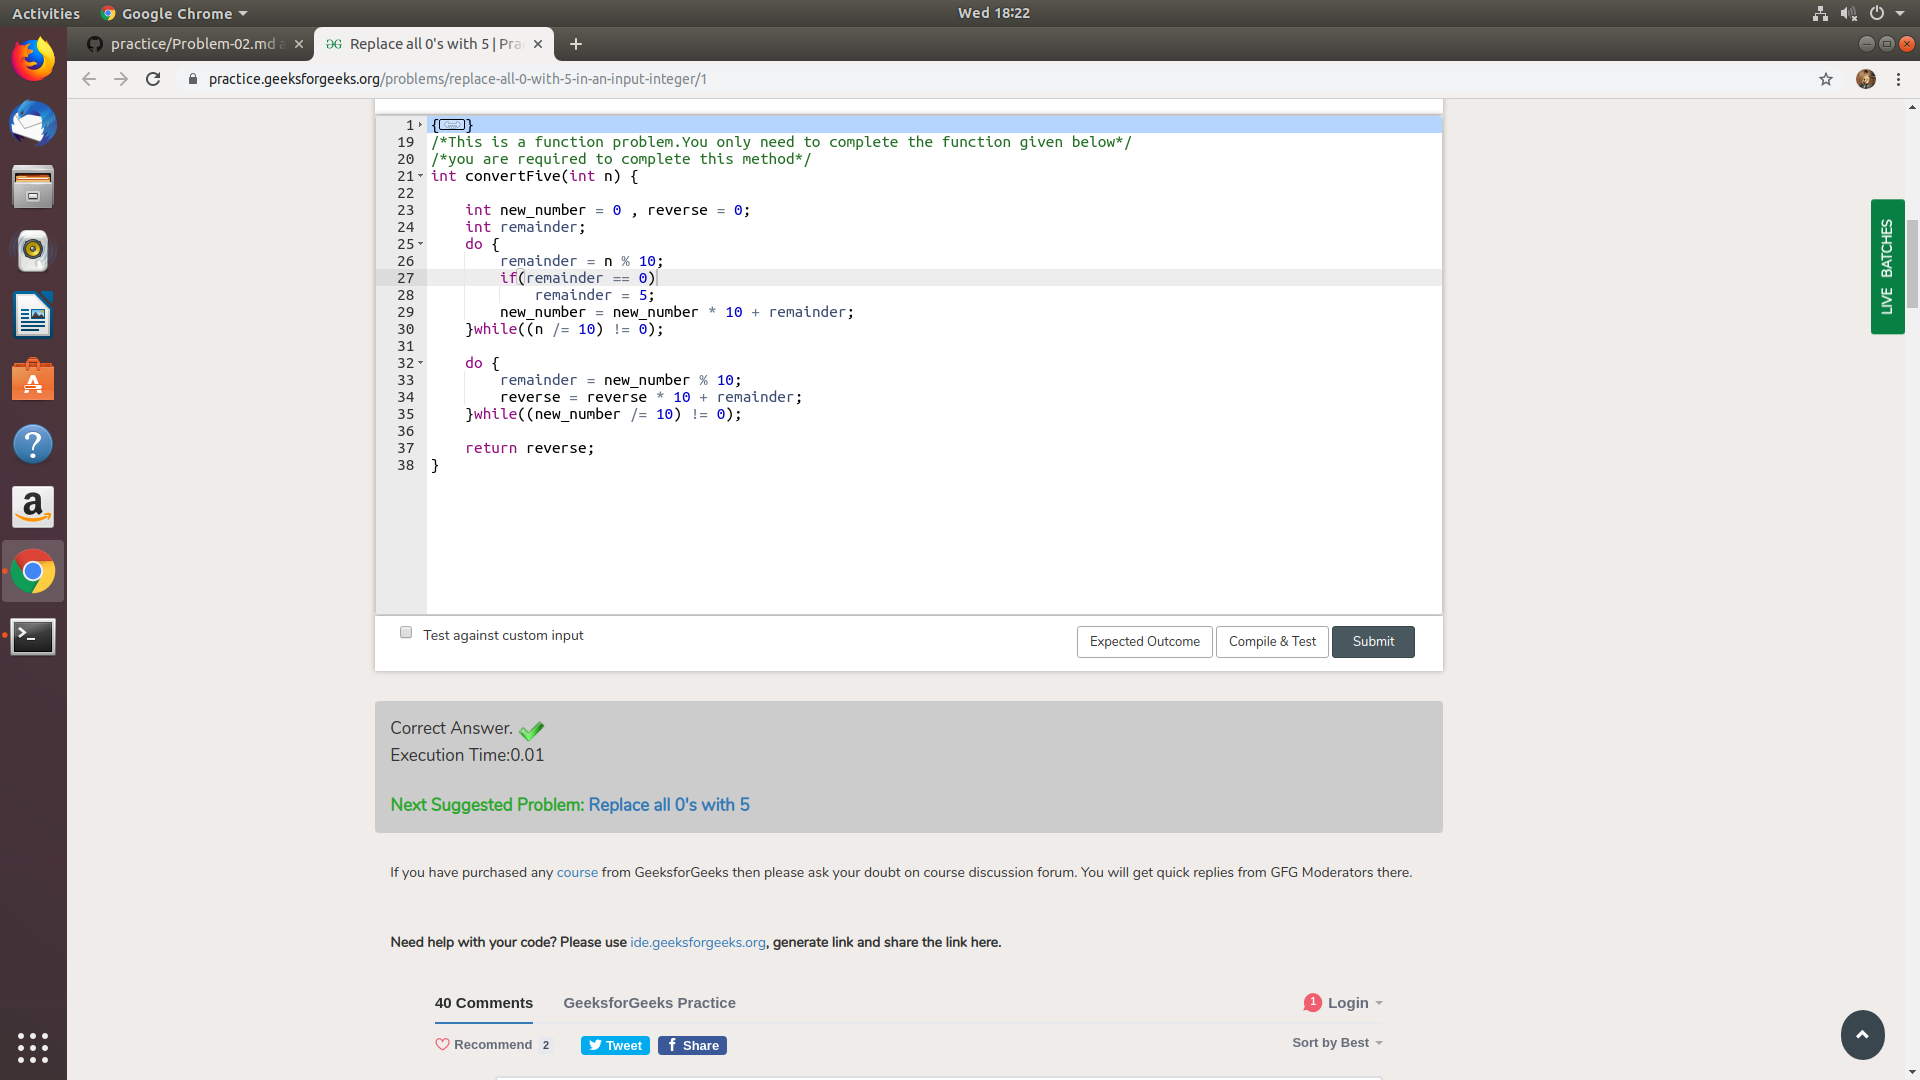 Activities
Google Chrome
Wed 18:22
practice/Problem-02.md a
Replace all 0's with 5 | Pra
practice.geeksforgeeks.org/problems/replace-all-0-with-5-in-an-input-integer/1
1 { }
19 /*This is a function problem.You only need to complete the function given below*/
20 /*you are required to complete this method*/
21 int convertFive(int n) {
22
23     int new_number = 0 , reverse = 0;
24     int remainder;
25     do {
26         remainder = n % 10;
27         if(remainder == 0)
28             remainder = 5;
29         new_number = new_number * 10 + remainder;
30     }while((n /= 10) != 0);
31
32     do {
33         remainder = new_number % 10;
34         reverse = reverse * 10 + remainder;
35     }while((new_number /= 10) != 0);
36
37     return reverse;
38 }
LIVE BATCHES
Test against custom input
Expected Outcome
Compile & Test
Submit
Correct Answer.
Execution Time:0.01
Next Suggested Problem: Replace all 0's with 5
If you have purchased any course from GeeksforGeeks then please ask your doubt on course discussion forum. You will get quick replies from GFG Moderators there.
Need help with your code? Please use ide.geeksforgeeks.org, generate link and share the link here.
40 Comments
GeeksforGeeks Practice
1 Login
Recommend 2
Tweet
Share
Sort by Best